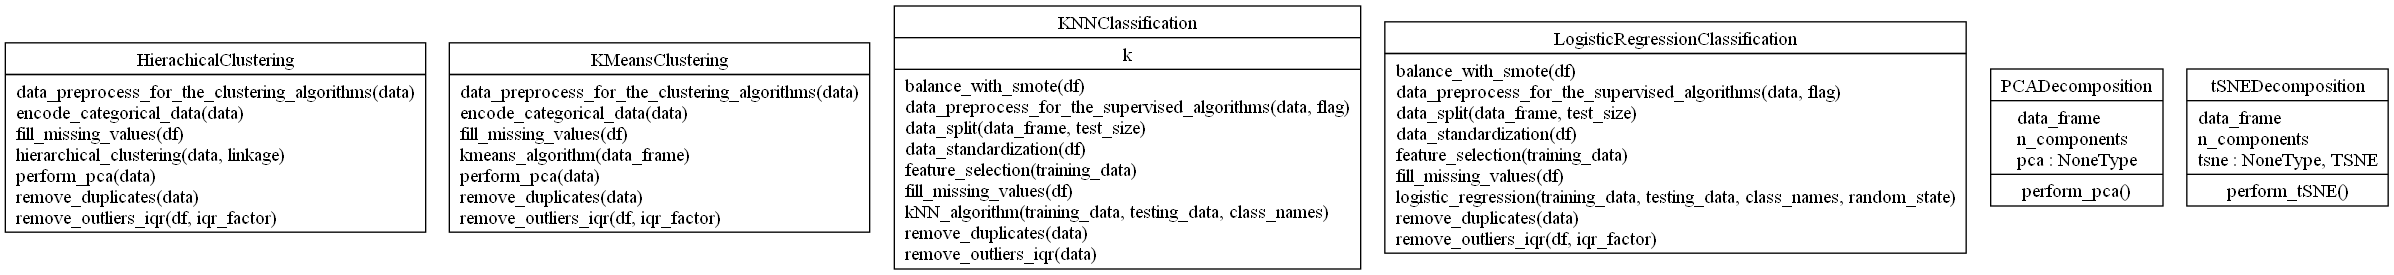 HierachicalClustering
data_preprocess_for_the_clustering_algorithms(data)
encode_categorical_data(data)
fill_missing_values(df)
hierarchical_clustering(data, linkage)
perform_pca(data)
remove_duplicates(data)
remove_outliers_iqr(df, iqr_factor)
KMeansClustering
data_preprocess_for_the_clustering_algorithms(data)
encode_categorical_data(data)
fill_missing_values(df)
kmeans_algorithm(data_frame)
perform_pca(data)
remove_duplicates(data)
remove_outliers_iqr(df, iqr_factor)
KNNClassification
k
balance_with_smote(df)
data_preprocess_for_the_supervised_algorithms(data, flag)
data_split(data_frame, test_size)
data_standardization(df)
feature_selection(training_data)
fill_missing_values(df)
kNN_algorithm(training_data, testing_data, class_names)
remove_duplicates(data)
remove_outliers_iqr(data)
LogisticRegressionClassification
balance_with_smote(df)
data_preprocess_for_the_supervised_algorithms(data, flag)
data_split(data_frame, test_size)
data_standardization(df)
feature_selection(training_data)
fill_missing_values(df)
logistic_regression(training_data, testing_data, class_names, random_state)
remove_duplicates(data)
remove_outliers_iqr(df, iqr_factor)
PCADecomposition
data_frame
n_components
pca : NoneType
perform_pca()
tSNEDecomposition
data_frame
n_components
tsne : NoneType, TSNE
perform_tSNE()